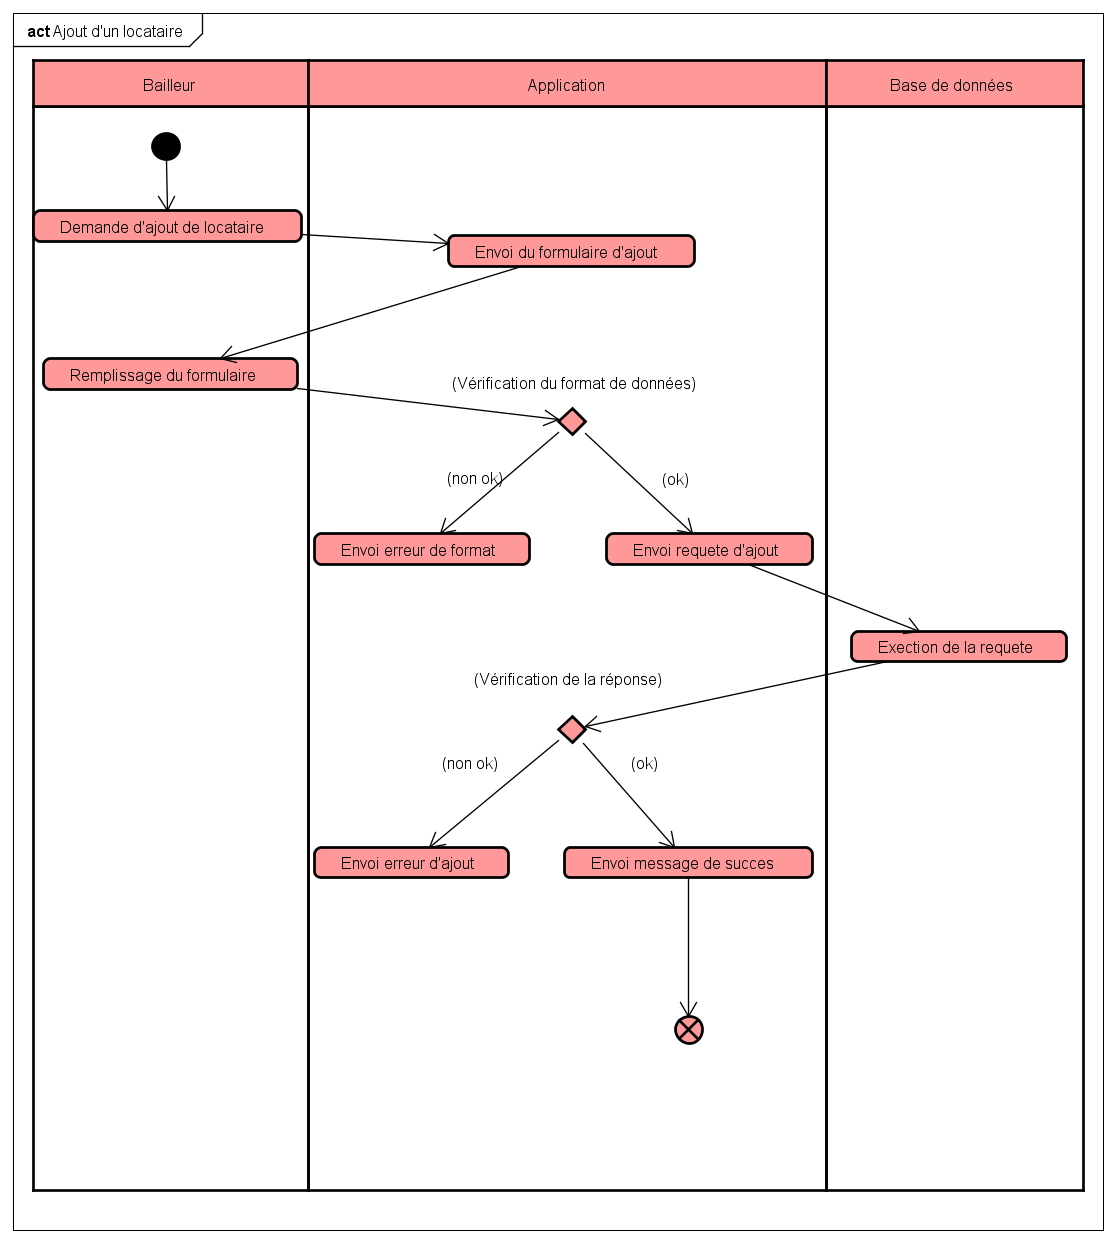 act Ajout d'un locataire
Bailleur
Application
Base de données
Demande d'ajout de locataire
Envoi du formulaire d'ajout
Remplissage du formulaire
(Vérification du format de données)
(non ok)
(ok)
Envoi erreur de format
Envoi requete d'ajout
Exection de la requete
(Vérification de la réponse)
(non ok)
(ok)
Envoi erreur d'ajout
Envoi message de succes